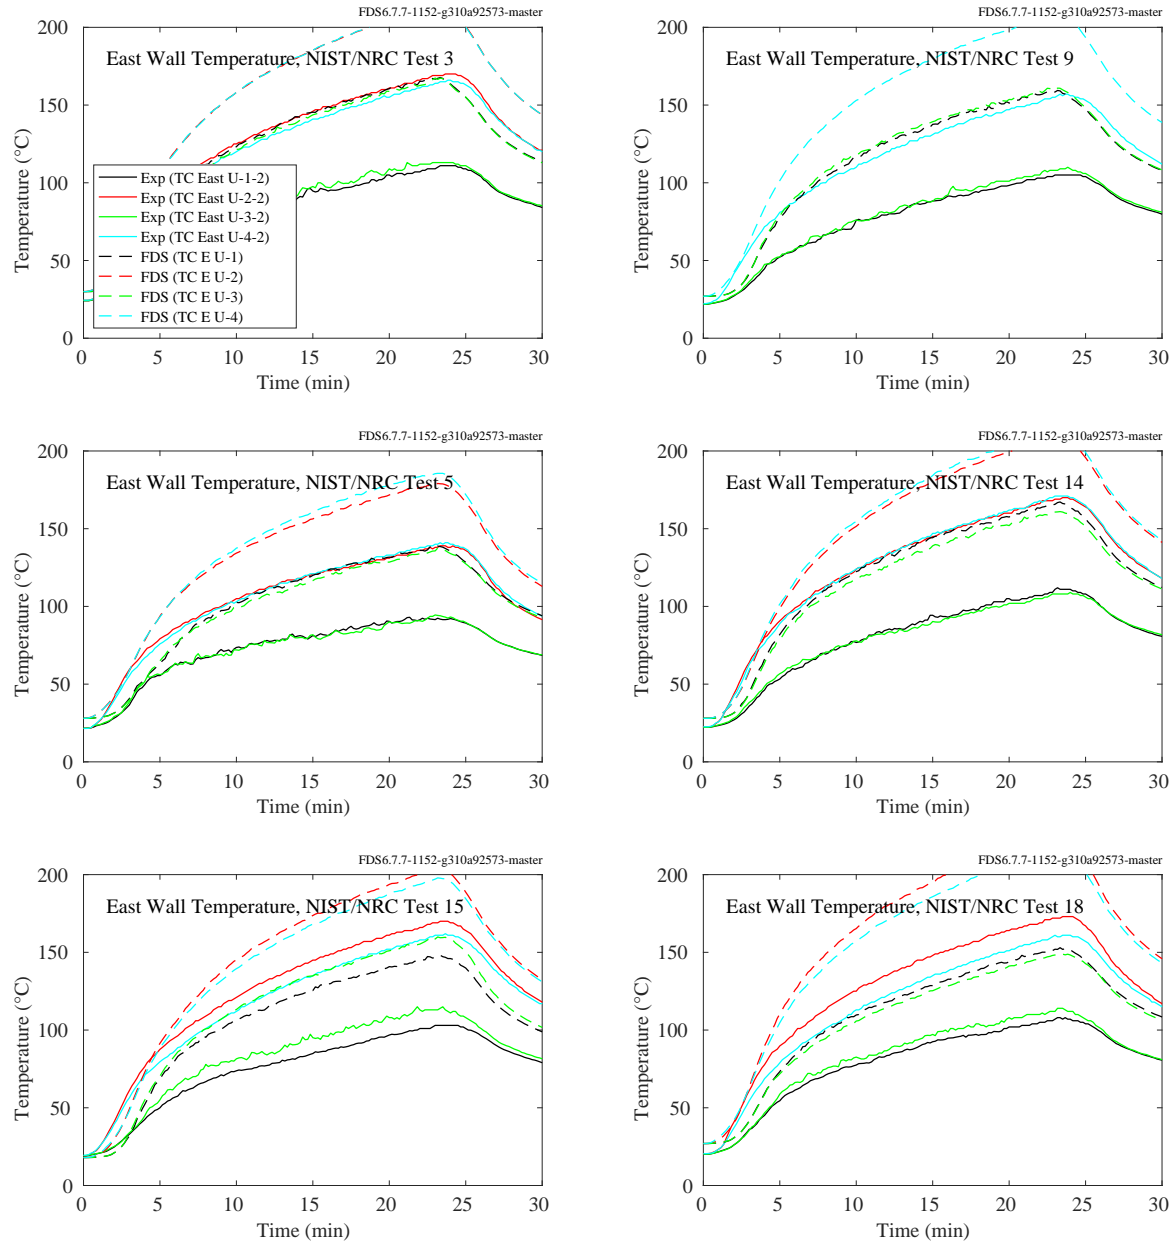 FDS6.7.7-1152-g310a92573-master
East Wall Temperature, NIST/NRC Test 3
Temperature (°C)
200
150
100
50
0
Exp (TC East U-1-2)
Exp (TC East U-2-2)
Exp (TC East U-3-2)
Exp (TC East U-4-2)
FDS (TC E U-1)
FDS (TC E U-2)
FDS (TC E U-3)
FDS (TC E U-4)
0 5 10 15 20 25 30
Time (min)
FDS6.7.7-1152-g310a92573-master
East Wall Temperature, NIST/NRC Test 9
Temperature (°C)
200
150
100
50
0
0 5 10 15 20 25 30
Time (min)
FDS6.7.7-1152-g310a92573-master
East Wall Temperature, NIST/NRC Test 5
Temperature (°C)
200
150
100
50
0
0 5 10 15 20 25 30
Time (min)
FDS6.7.7-1152-g310a92573-master
East Wall Temperature, NIST/NRC Test 14
Temperature (°C)
200
150
100
50
0
0 5 10 15 20 25 30
Time (min)
FDS6.7.7-1152-g310a92573-master
East Wall Temperature, NIST/NRC Test 15
Temperature (°C)
200
150
100
50
0
0 5 10 15 20 25 30
Time (min)
FDS6.7.7-1152-g310a92573-master
East Wall Temperature, NIST/NRC Test 18
Temperature (°C)
200
150
100
50
0
0 5 10 15 20 25 30
Time (min)